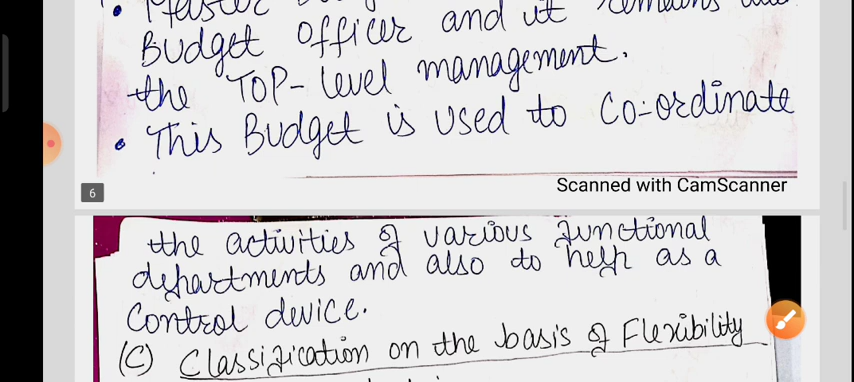 • Master
Budget officer and it remains
the TOP-level management.
• This Budget is used to co-ordinate
6
Scanned with CamScanner
the activities of various functional
departments and also to help as a
control device.
(C) Classification on the basis of Flexibility